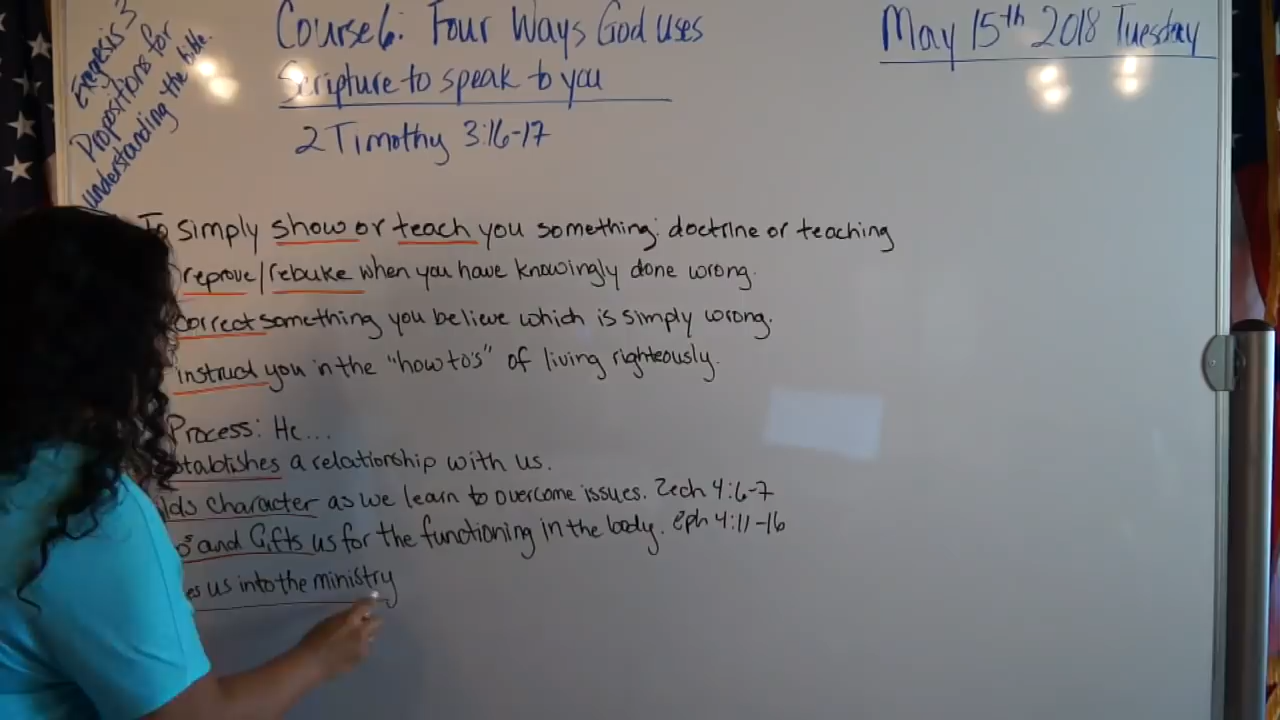 Exegesis 3
Propositions for
understanding the bible.
Course 6: Four Ways God uses
Scripture to speak to you
2 Timothy 3:16-17
May 15th 2018 Tuesday
To simply show or teach you something: doctrine or teaching
reprove/rebuke when you have knowingly done wrong.
correct something you believe which is simply wrong.
instruct you in the "how to's" of living righteously.
Process: He...
stablishes a relationship with us.
lds character as we learn to overcome issues. Zech 4:6-7
and Gifts us for the functioning in the body. eph 4:11-16
es us into the ministry